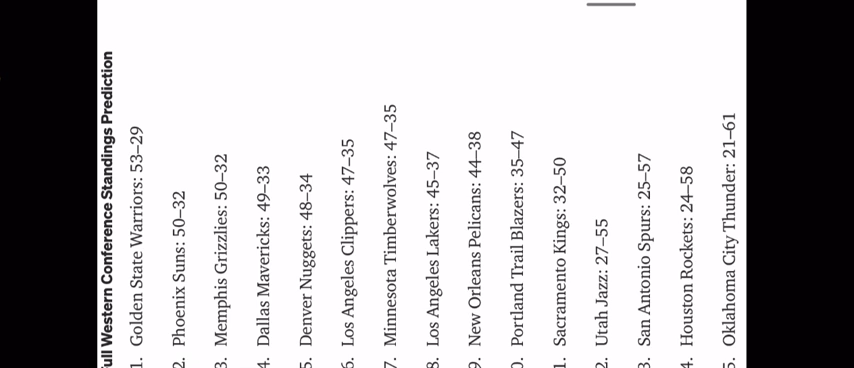 ull Western Conference Standings Prediction
1. Golden State Warriors: 53–29
2. Phoenix Suns: 50–32
3. Memphis Grizzlies: 50–32
4. Dallas Mavericks: 49–33
5. Denver Nuggets: 48–34
6. Los Angeles Clippers: 47–35
7. Minnesota Timberwolves: 47–35
8. Los Angeles Lakers: 45–37
9. New Orleans Pelicans: 44–38
0. Portland Trail Blazers: 35–47
1. Sacramento Kings: 32–50
2. Utah Jazz: 27–55
3. San Antonio Spurs: 25–57
4. Houston Rockets: 24–58
5. Oklahoma City Thunder: 21–61